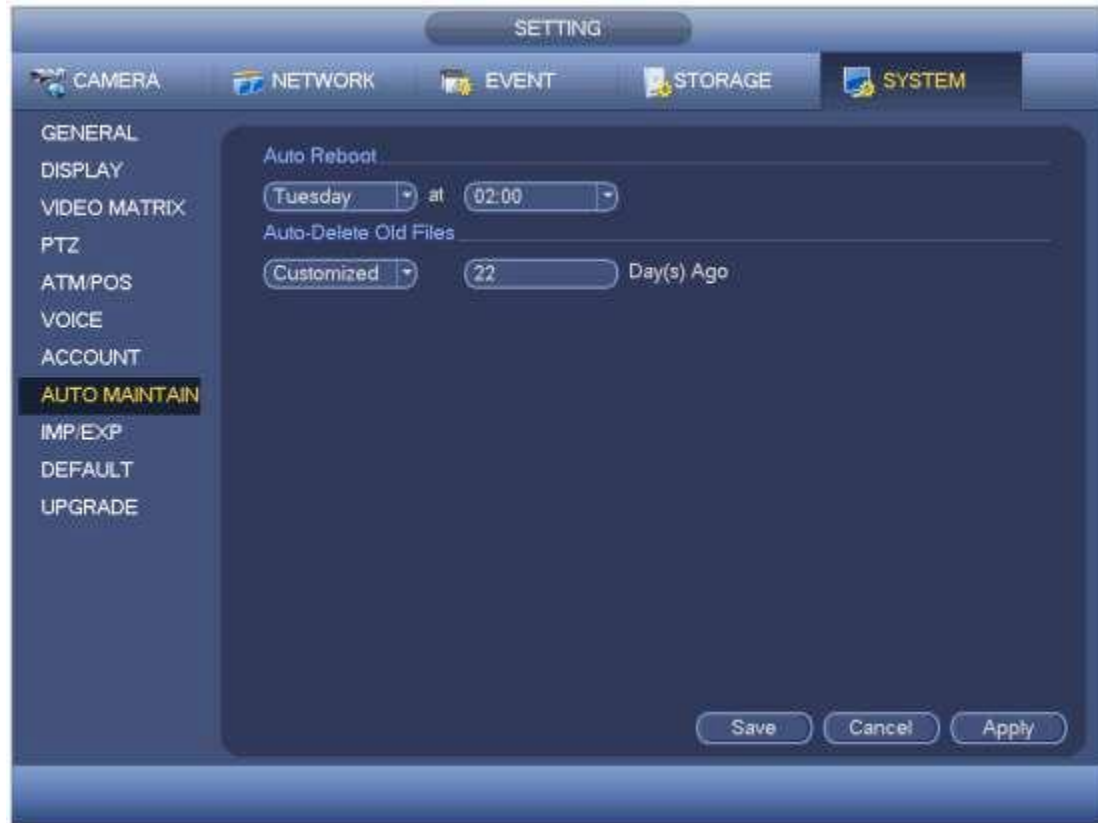 SETTING
CAMERA NETWORK EVENT STORAGE SYSTEM
GENERAL
DISPLAY
VIDEO MATRIX
PTZ
ATM/POS
VOICE
ACCOUNT
AUTO MAINTAIN
IMP/EXP
DEFAULT
UPGRADE
Auto Reboot
Tuesday at 02:00
Auto-Delete Old Files
Customized 22 Day(s) Ago
Save Cancel Apply